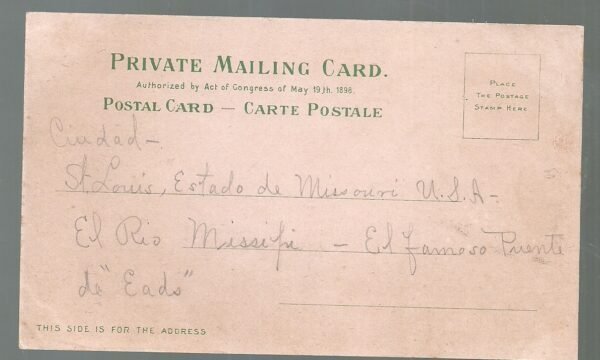 PRIVATE MAILING CARD.
Authorized by Act of Congress of May 19th. 1898.
POSTAL CARD — CARTE POSTALE
PLACE
THE POSTAGE
STAMP HERE
Ciudad —
St. Louis, Estado de Missouri U.S.A -
El Rio Missipi — El famoso Puente
de "Eads"
THIS SIDE IS FOR THE ADDRESS